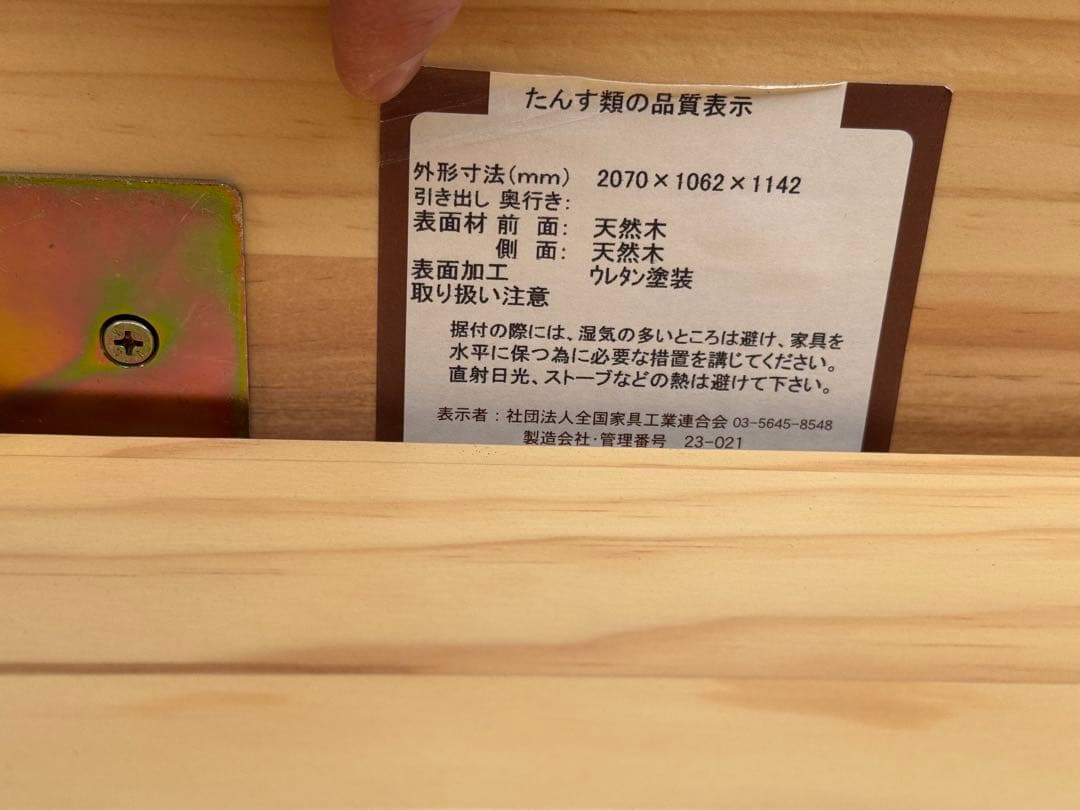 たんす類の品質表示
外形寸法(mm) 2070×1062×1142
引き出し 奥行き:
表面材 前 面: 天然木
側 面: 天然木
表面加工 ウレタン塗装
取り扱い注意
据付の際には、湿気の多いところは避け、家具を
水平に保つ為に必要な措置を講じてください。
直射日光、ストーブなどの熱は避けて下さい。
表示者：社団法人全国家具工業連合会 03-5645-8548
製造会社・管理番号 23-021